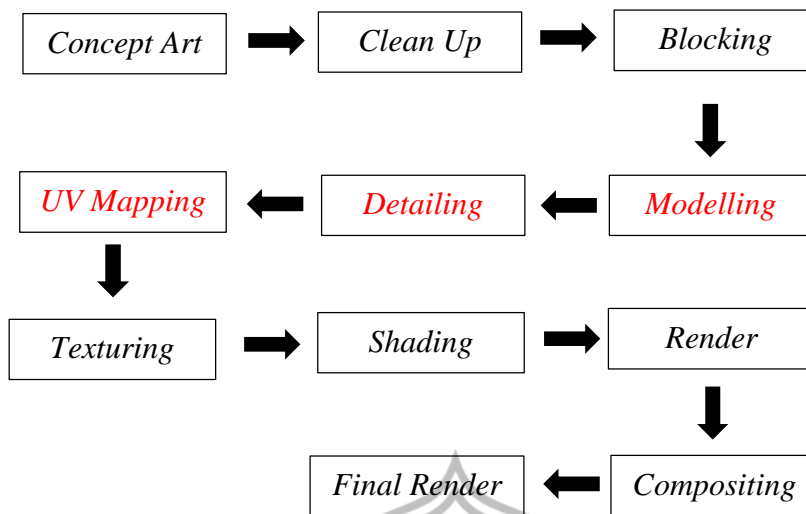 Concept Art
Clean Up
Blocking
Modelling
Detailing
UV Mapping
Texturing
Shading
Render
Compositing
Final Render